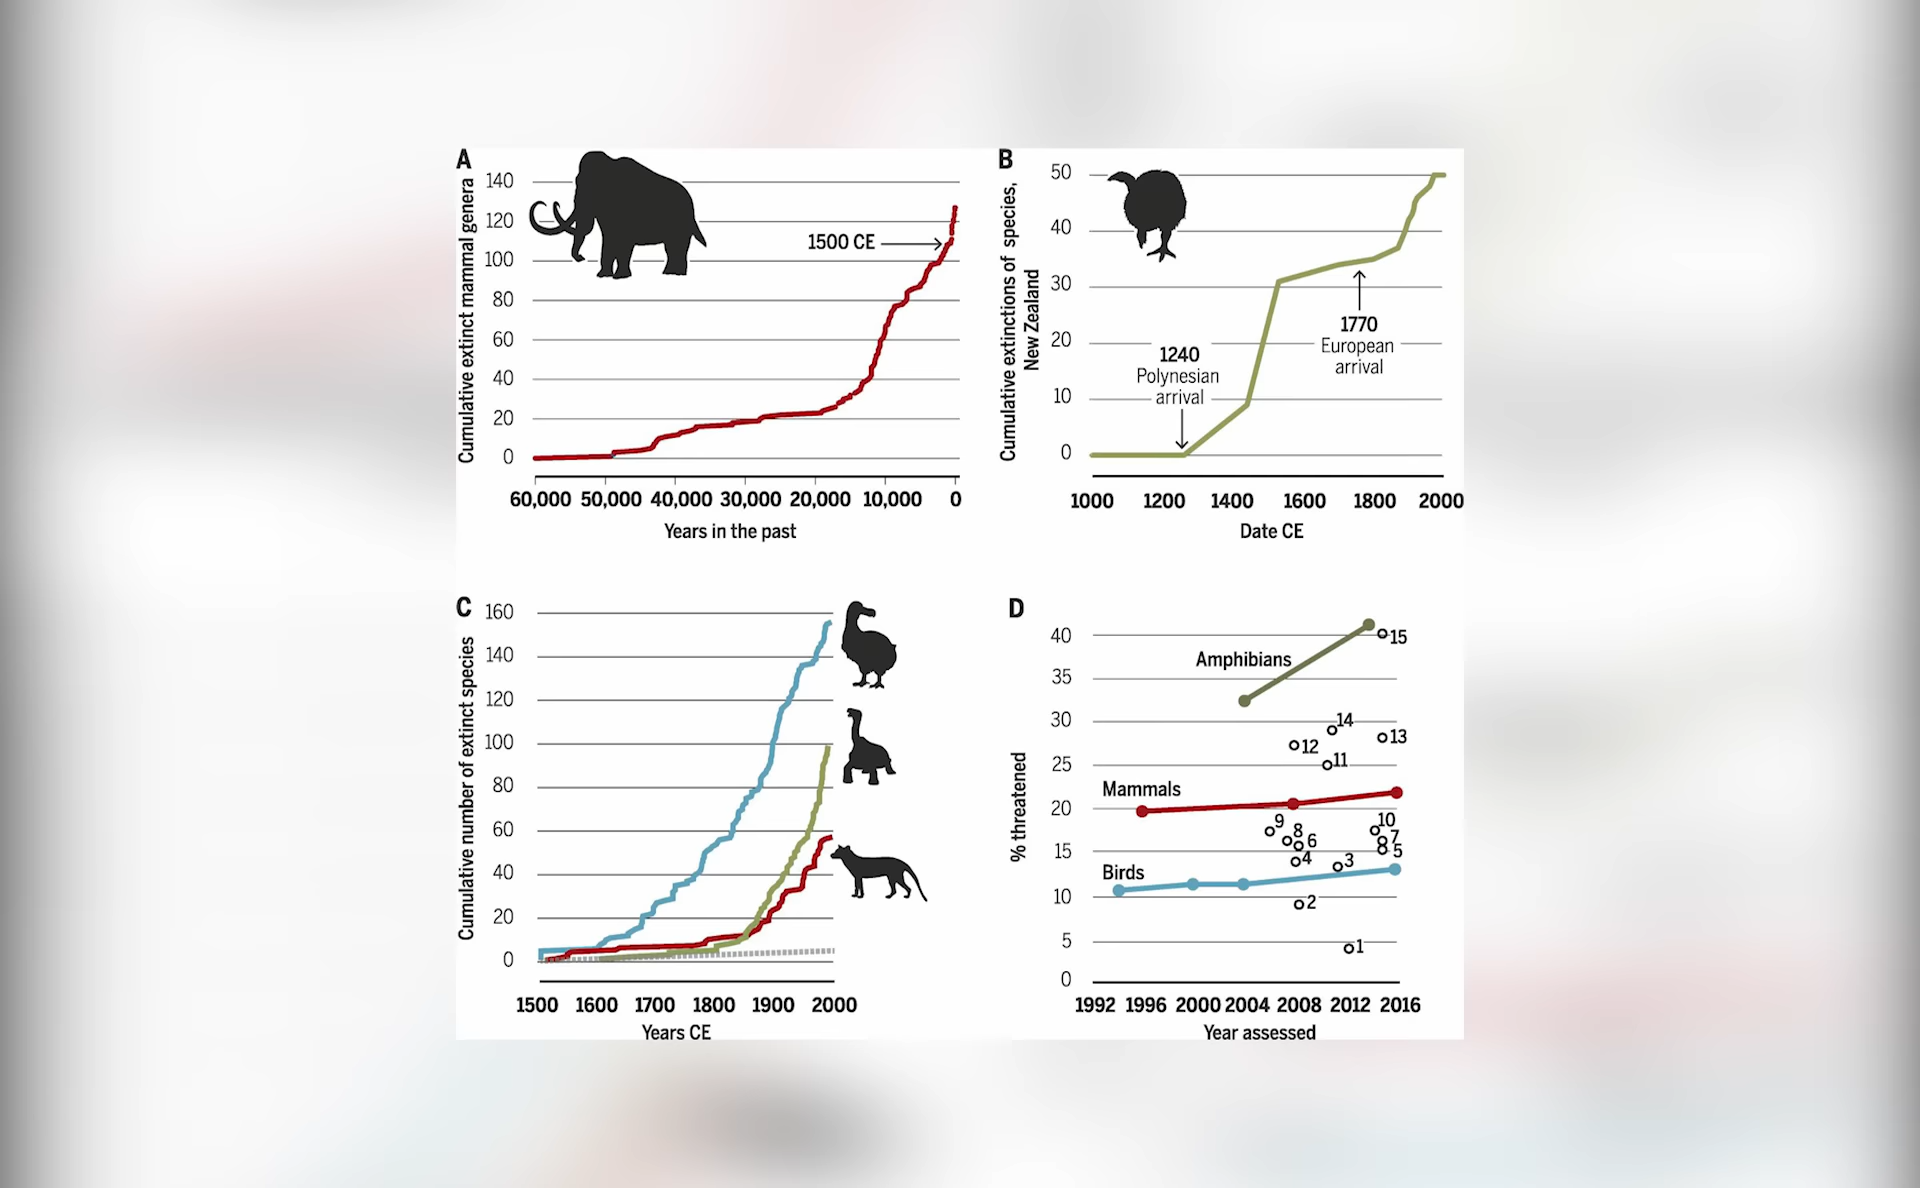 A
Cumulative extinct mammal genera
140
120
100
80
60
40
20
0
1500 CE
60,000 50,000 40,000 30,000 20,000 10,000 0
Years in the past
B
Cumulative extinctions of species,
New Zealand
50
40
30
20
10
0
1240
Polynesian
arrival
1770
European
arrival
1000 1200 1400 1600 1800 2000
Date CE
C
Cumulative number of extinct species
160
140
120
100
80
60
40
20
0
1500 1600 1700 1800 1900 2000
Years CE
D
% threatened
40
35
30
25
20
15
10
5
0
Amphibians
15
14
13
12
11
Mammals
10
9
8
7
6
5
4
3
Birds
2
1
1992 1996 2000 2004 2008 2012 2016
Year assessed